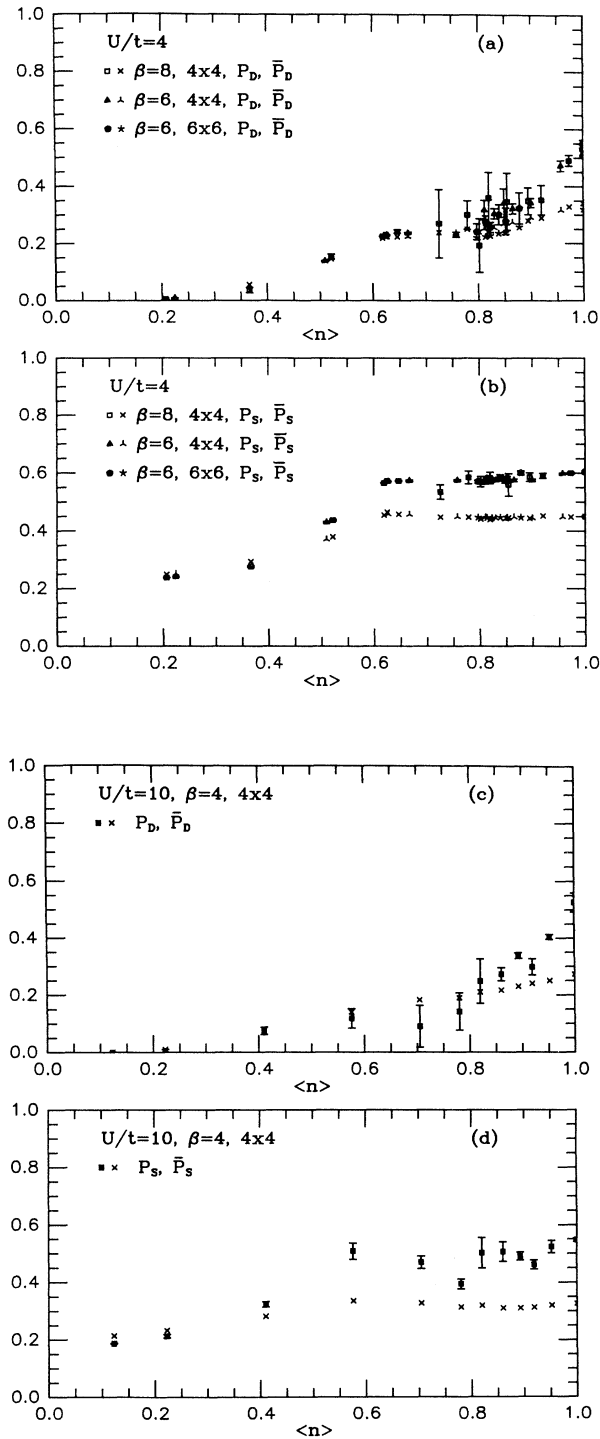 1.0
U/t=4
(a)
□ × β=8, 4x4, P_D, P̄_D
▲ ⅄ β=6, 4x4, P_D, P̄_D
● ★ β=6, 6x6, P_D, P̄_D
0.8
0.6
0.4
0.2
0.0
0.0 0.2 0.4 0.6 0.8 1.0
<n>
1.0
U/t=4
(b)
□ × β=8, 4x4, P_S, P̄_S
▲ ⅄ β=6, 4x4, P_S, P̄_S
● ★ β=6, 6x6, P_S, P̄_S
0.8
0.6
0.4
0.2
0.0
0.0 0.2 0.4 0.6 0.8 1.0
<n>
1.0
U/t=10, β=4, 4x4
(c)
■ × P_D, P̄_D
0.8
0.6
0.4
0.2
0.0
0.0 0.2 0.4 0.6 0.8 1.0
<n>
1.0
U/t=10, β=4, 4x4
(d)
■ × P_S, P̄_S
0.8
0.6
0.4
0.2
0.0
0.0 0.2 0.4 0.6 0.8 1.0
<n>